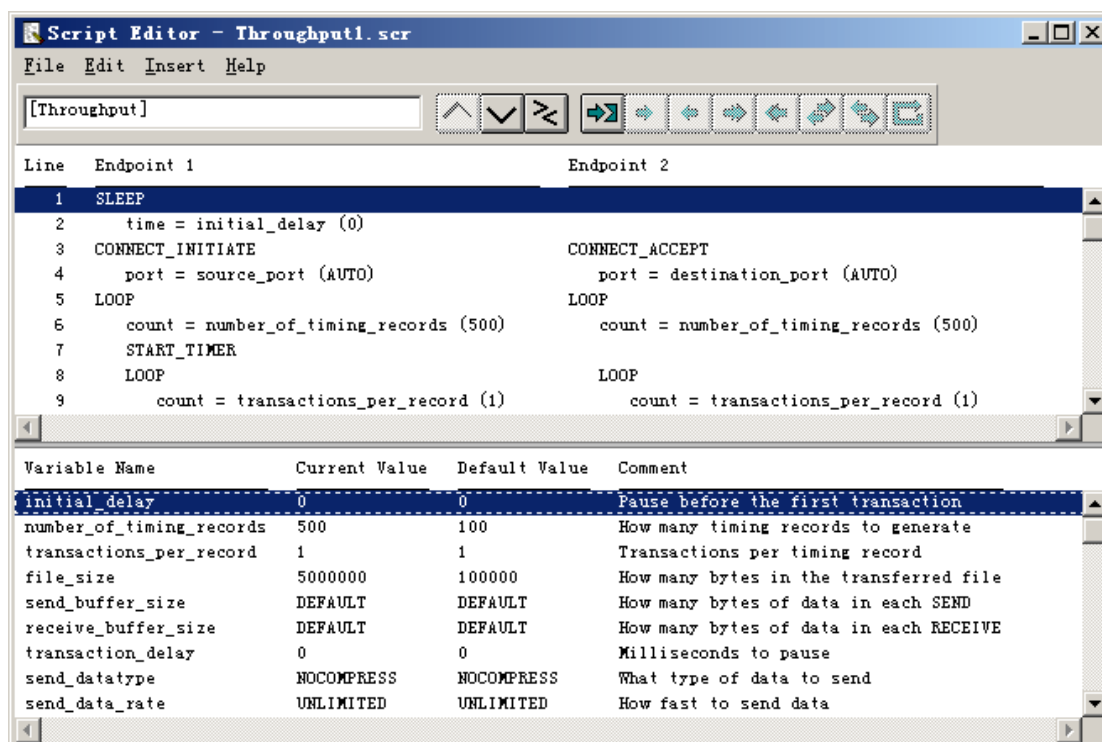 Script Editor - Throughput1.scr
File Edit Insert Help
[Throughput]
Line Endpoint 1 Endpoint 2
1 SLEEP
2 time = initial_delay (0)
3 CONNECT_INITIATE CONNECT_ACCEPT
4 port = source_port (AUTO) port = destination_port (AUTO)
5 LOOP LOOP
6 count = number_of_timing_records (500) count = number_of_timing_records (500)
7 START_TIMER
8 LOOP LOOP
9 count = transactions_per_record (1) count = transactions_per_record (1)
Variable Name Current Value Default Value Comment
initial_delay 0 0 Pause before the first transaction
number_of_timing_records 500 100 How many timing records to generate
transactions_per_record 1 1 Transactions per timing record
file_size 5000000 100000 How many bytes in the transferred file
send_buffer_size DEFAULT DEFAULT How many bytes of data in each SEND
receive_buffer_size DEFAULT DEFAULT How many bytes of data in each RECEIVE
transaction_delay 0 0 Milliseconds to pause
send_datatype NOCOMPRESS NOCOMPRESS What type of data to send
send_data_rate UNLIMITED UNLIMITED How fast to send data